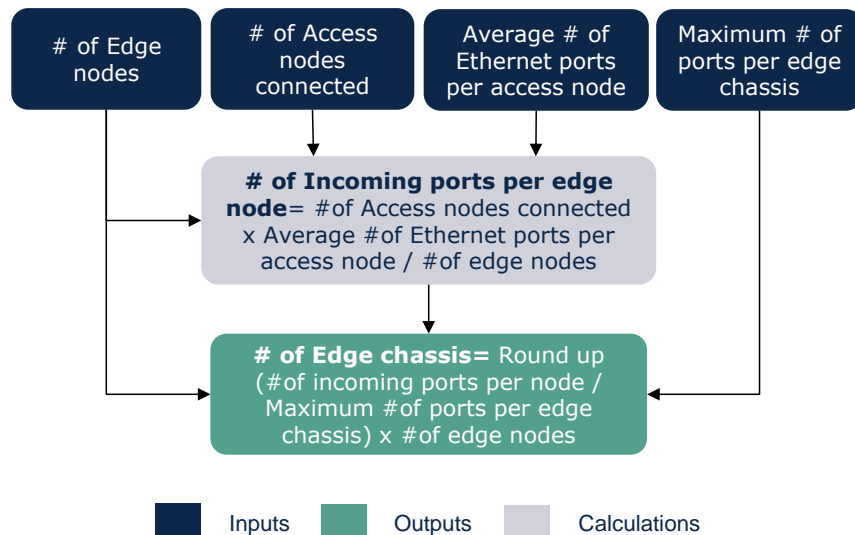 # of Edge
nodes
# of Access
nodes
connected
Average # of
Ethernet ports
per access node
Maximum # of
ports per edge
chassis
# of Incoming ports per edge
node= #of Access nodes connected
x Average #of Ethernet ports per
access node / #of edge nodes
# of Edge chassis= Round up
(#of incoming ports per node /
Maximum #of ports per edge
chassis) x #of edge nodes
Inputs
Outputs
Calculations